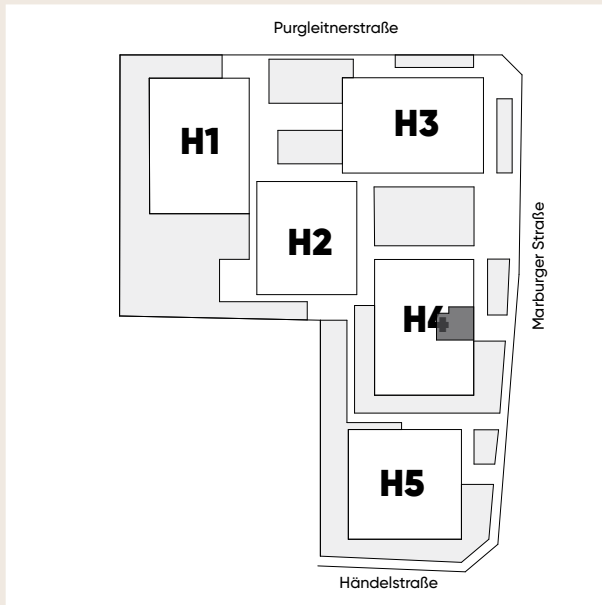 Purgleitnerstraße
H1
H3
H2
Marburger Straße
H4
H5
Händelstraße